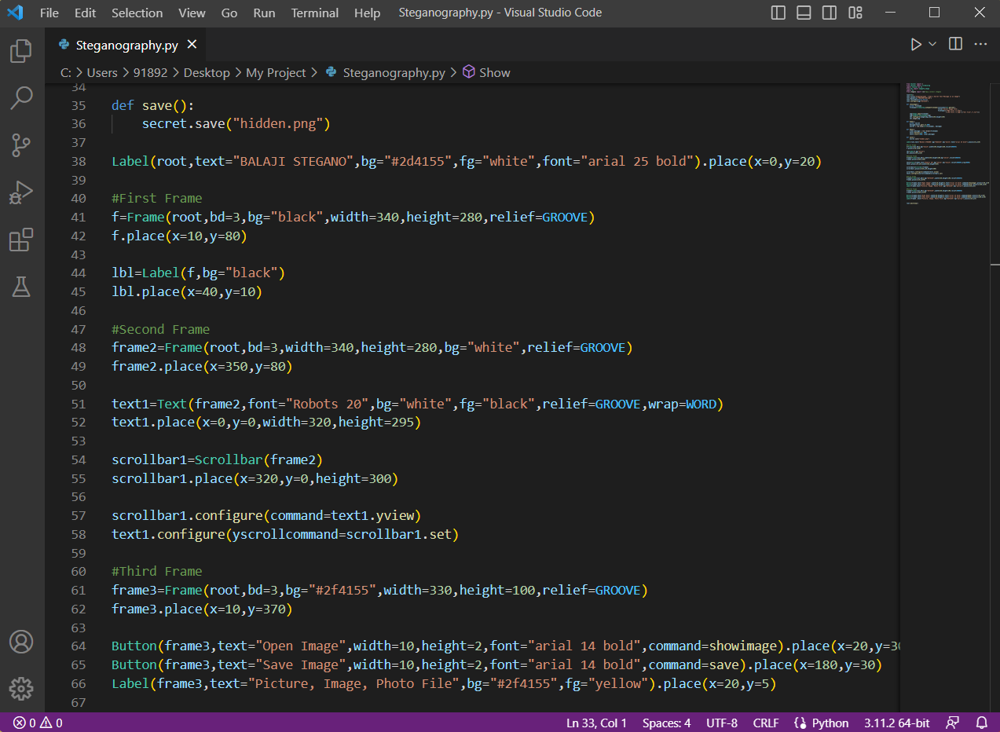 File Edit Selection View Go Run Terminal Help Steganography.py - Visual Studio Code
Steganography.py
C: > Users > 91892 > Desktop > My Project > Steganography.py > Show
34
35 def save():
36     secret.save("hidden.png")
37
38 Label(root,text="BALAJI STEGANO",bg="#2d4155",fg="white",font="arial 25 bold").place(x=0,y=20)
39
40 #First Frame
41 f=Frame(root,bd=3,bg="black",width=340,height=280,relief=GROOVE)
42 f.place(x=10,y=80)
43
44 lbl=Label(f,bg="black")
45 lbl.place(x=40,y=10)
46
47 #Second Frame
48 frame2=Frame(root,bd=3,width=340,height=280,bg="white",relief=GROOVE)
49 frame2.place(x=350,y=80)
50
51 text1=Text(frame2,font="Robots 20",bg="white",fg="black",relief=GROOVE,wrap=WORD)
52 text1.place(x=0,y=0,width=320,height=295)
53
54 scrollbar1=Scrollbar(frame2)
55 scrollbar1.place(x=320,y=0,height=300)
56
57 scrollbar1.configure(command=text1.yview)
58 text1.configure(yscrollcommand=scrollbar1.set)
59
60 #Third Frame
61 frame3=Frame(root,bd=3,bg="#2f4155",width=330,height=100,relief=GROOVE)
62 frame3.place(x=10,y=370)
63
64 Button(frame3,text="Open Image",width=10,height=2,font="arial 14 bold",command=showimage).place(x=20,y=30
65 Button(frame3,text="Save Image",width=10,height=2,font="arial 14 bold",command=save).place(x=180,y=30)
66 Label(frame3,text="Picture, Image, Photo File",bg="#2f4155",fg="yellow").place(x=20,y=5)
67
0 0 Ln 33, Col 1 Spaces: 4 UTF-8 CRLF Python 3.11.2 64-bit